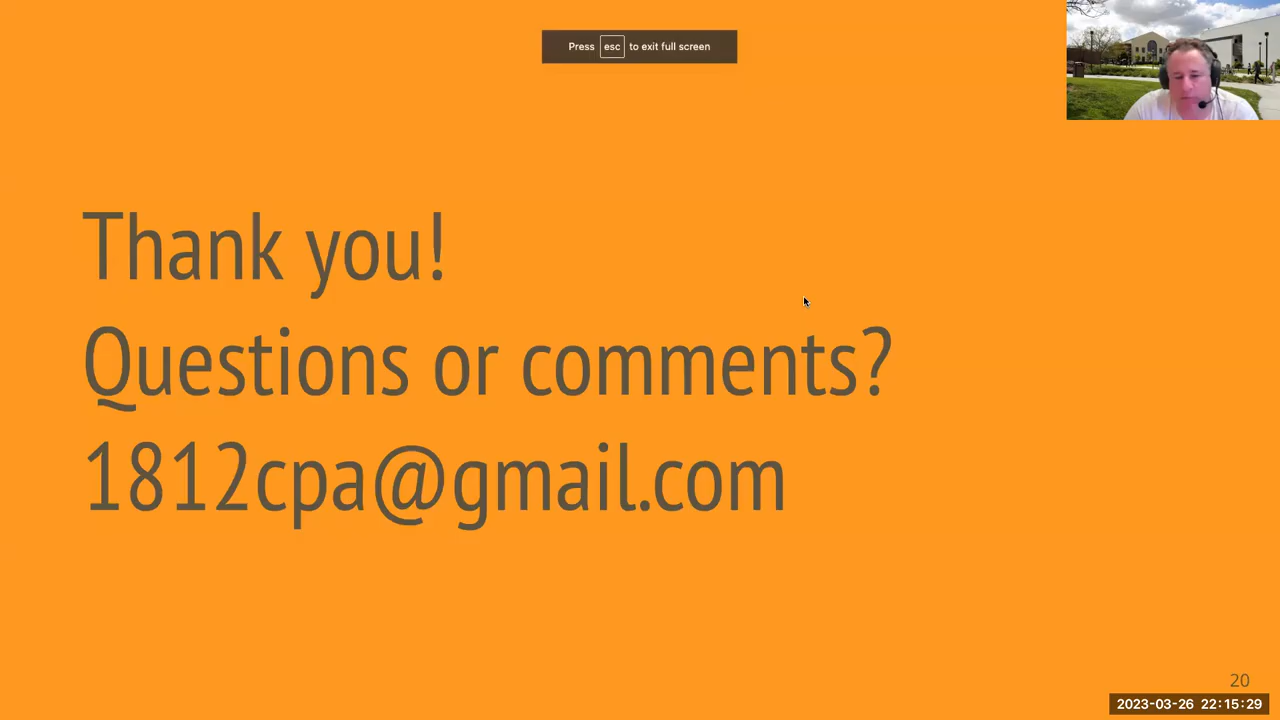 Press esc to exit full screen
Thank you!
Questions or comments?
1812cpa@gmail.com
20
2023-03-26 22:15:29